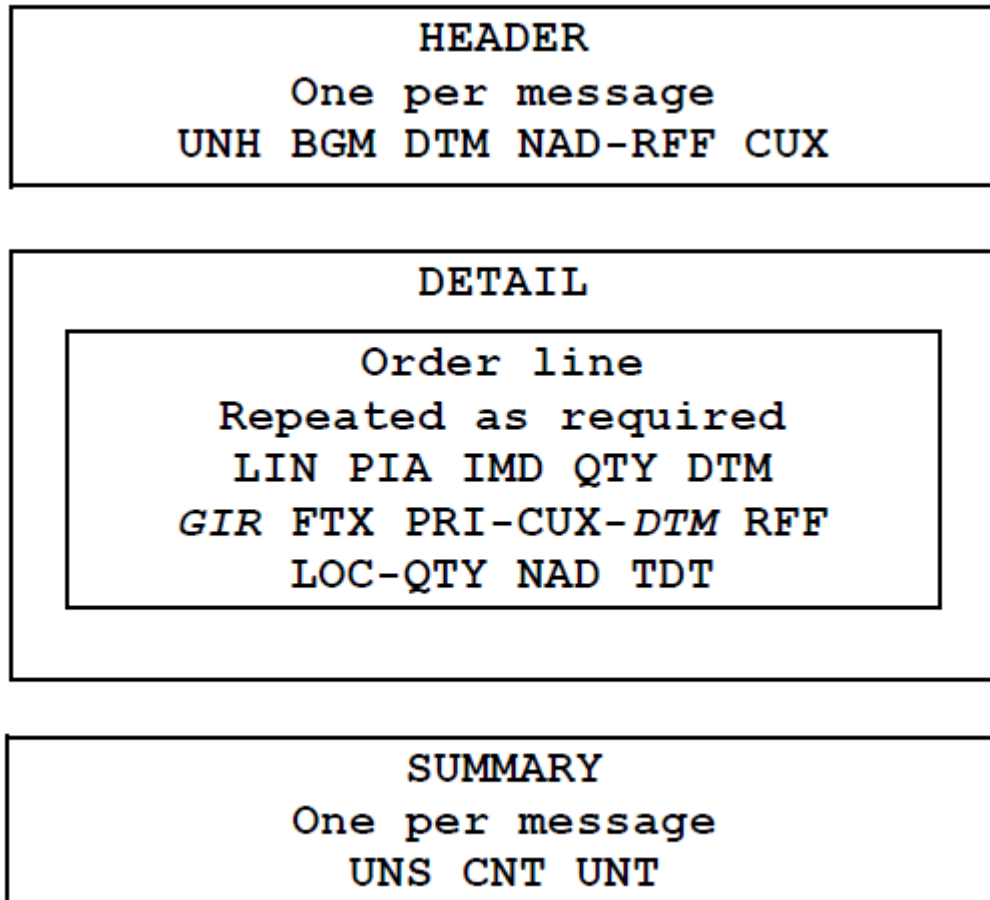 HEADER
One per message
UNH BGM DTM NAD-RFF CUX
DETAIL
Order line
Repeated as required
LIN PIA IMD QTY DTM
GIR FTX PRI-CUX-DTM RFF
LOC-QTY NAD TDT
SUMMARY
One per message
UNS CNT UNT